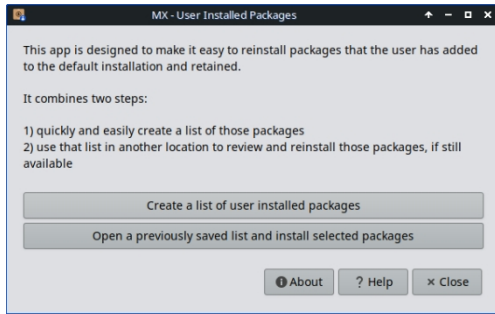 MX - User Installed Packages
This app is designed to make it easy to reinstall packages that the user has added
to the default installation and retained.
It combines two steps:
1) quickly and easily create a list of those packages
2) use that list in another location to review and reinstall those packages, if still
available
Create a list of user installed packages
Open a previously saved list and install selected packages
About
? Help
× Close